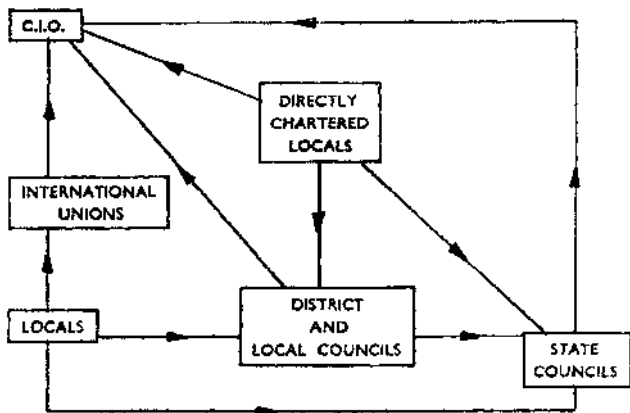 C.I.O.
DIRECTLY
CHARTERED
LOCALS
INTERNATIONAL
UNIONS
LOCALS
DISTRICT
AND
LOCAL COUNCILS
STATE
COUNCILS